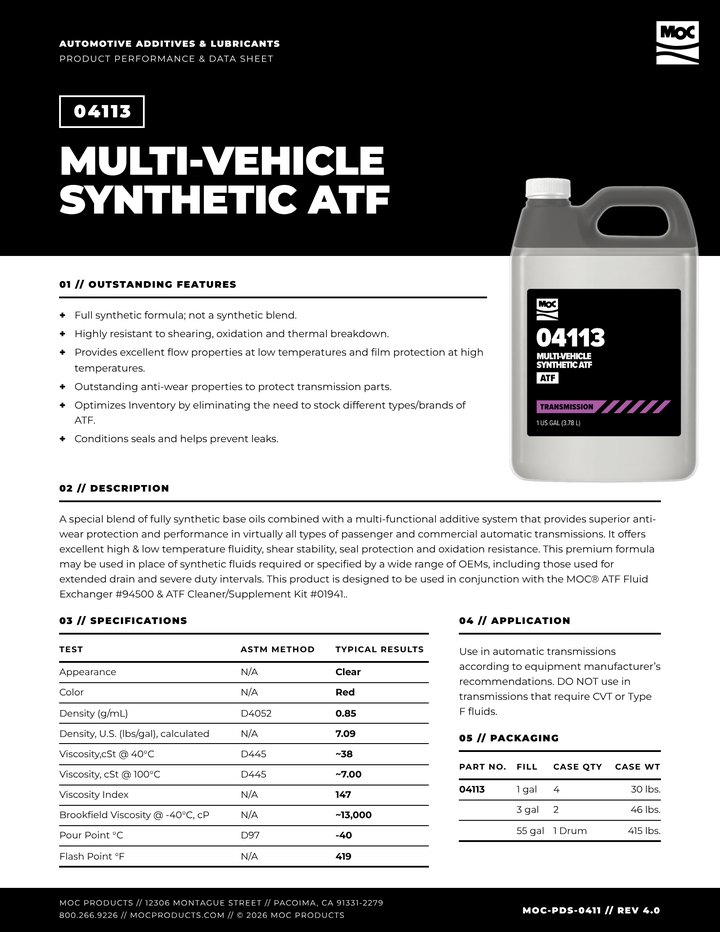 AUTOMOTIVE ADDITIVES & LUBRICANTS
PRODUCT PERFORMANCE & DATA SHEET
MOC
04113
MULTI-VEHICLE
SYNTHETIC ATF
01 // OUTSTANDING FEATURES
+ Full synthetic formula; not a synthetic blend.
+ Highly resistant to shearing, oxidation and thermal breakdown.
+ Provides excellent flow properties at low temperatures and film protection at high
temperatures.
+ Outstanding anti-wear properties to protect transmission parts.
+ Optimizes Inventory by eliminating the need to stock different types/brands of
ATF.
+ Conditions seals and helps prevent leaks.
MOC
04113
MULTI-VEHICLE
SYNTHETIC ATF
ATF
TRANSMISSION
1 US GAL (3.78 L)
02 // DESCRIPTION
A special blend of fully synthetic base oils combined with a multi-functional additive system that provides superior anti-
wear protection and performance in virtually all types of passenger and commercial automatic transmissions. It offers
excellent high & low temperature fluidity, shear stability, seal protection and oxidation resistance. This premium formula
may be used in place of synthetic fluids required or specified by a wide range of OEMs, including those used for
extended drain and severe duty intervals. This product is designed to be used in conjunction with the MOC® ATF Fluid
Exchanger #94500 & ATF Cleaner/Supplement Kit #01941..
03 // SPECIFICATIONS
TEST ASTM METHOD TYPICAL RESULTS
Appearance N/A Clear
Color N/A Red
Density (g/mL) D4052 0.85
Density, U.S. (lbs/gal), calculated N/A 7.09
Viscosity,cSt @ 40°C D445 ~38
Viscosity, cSt @ 100°C D445 ~7.00
Viscosity Index N/A 147
Brookfield Viscosity @ -40°C, cP N/A ~13,000
Pour Point °C D97 -40
Flash Point °F N/A 419
04 // APPLICATION
Use in automatic transmissions
according to equipment manufacturer's
recommendations. DO NOT use in
transmissions that require CVT or Type
F fluids.
05 // PACKAGING
PART NO. FILL CASE QTY CASE WT
04113 1 gal 4 30 lbs.
3 gal 2 46 lbs.
55 gal 1 Drum 415 lbs.
MOC PRODUCTS // 12306 MONTAGUE STREET // PACOIMA, CA 91331-2279
800.266.9226 // MOCPRODUCTS.COM // © 2026 MOC PRODUCTS
MOC-PDS-0411 // REV 4.0